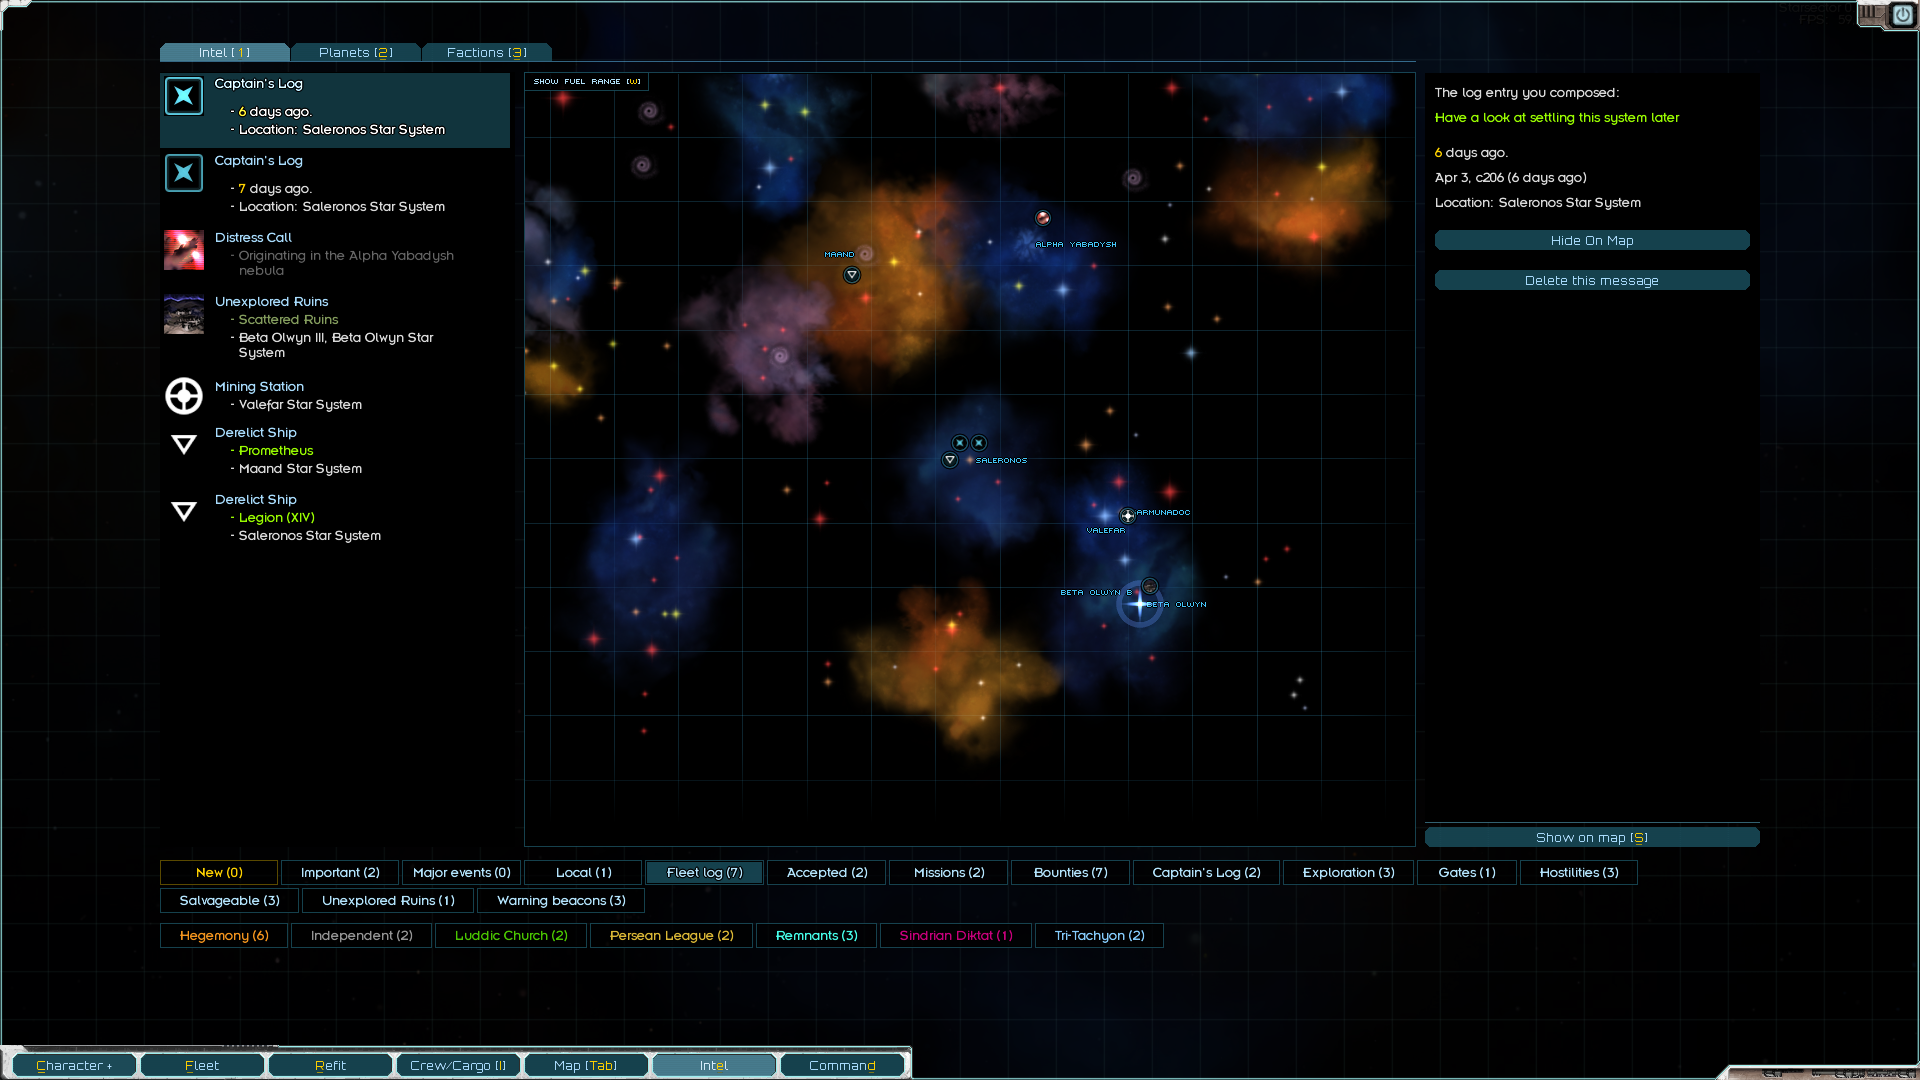 Starsector
FPS: 59
Intel [1]
Planets [2]
Factions [3]
Captain's Log
- 6 days ago.
- Location: Saleronos Star System
Captain's Log
- 7 days ago.
- Location: Saleronos Star System
Distress Call
- Originating in the Alpha Yabadysh
nebula
Unexplored Ruins
- Scattered Ruins
- Beta Olwyn III, Beta Olwyn Star
System
Mining Station
- Valefar Star System
Derelict Ship
- Prometheus
- Maand Star System
Derelict Ship
- Legion (XIV)
- Saleronos Star System
SHOW FUEL RANGE [W]
ALPHA YABADYSH
MAAND
SALERONOS
ARMUNADOC
VALEFAR
BETA OLWYN B
BETA OLWYN
The log entry you composed:
Have a look at settling this system later
6 days ago.
Apr 3, c206 (6 days ago)
Location: Saleronos Star System
Hide On Map
Delete this message
Show on map [S]
New (0)
Important (2)
Major events (0)
Local (1)
Fleet log (7)
Accepted (2)
Missions (2)
Bounties (7)
Captain's Log (2)
Exploration (3)
Gates (1)
Hostilities (3)
Salvageable (3)
Unexplored Ruins (1)
Warning beacons (3)
Hegemony (6)
Independent (2)
Luddic Church (2)
Persean League (2)
Remnants (3)
Sindrian Diktat (1)
Tri-Tachyon (2)
Character +
Fleet
Refit
Crew/Cargo [I]
Map [Tab]
Intel
Command